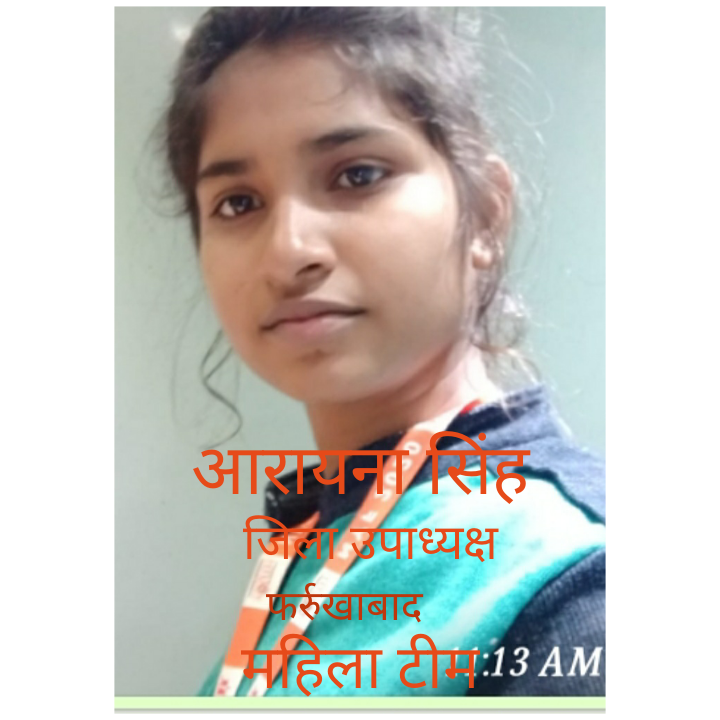 आरायना सिंह
जिला उपाध्यक्ष
फर्रुखाबाद
महिला टीम
:13 AM